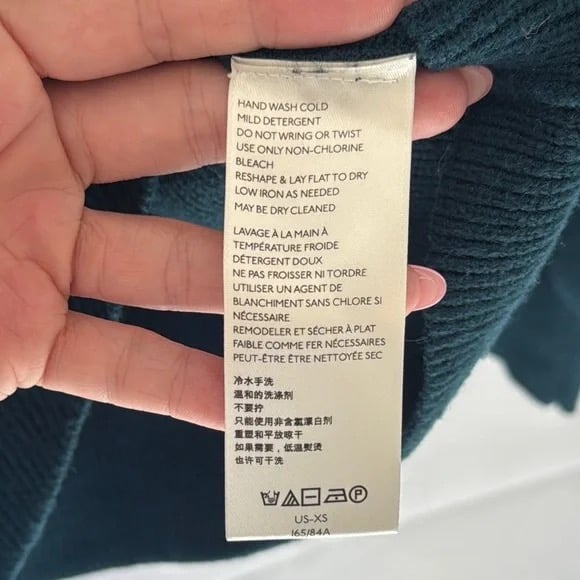 HAND WASH COLD
MILD DETERGENT
DO NOT WRING OR TWIST
USE ONLY NON-CHLORINE
BLEACH
RESHAPE & LAY FLAT TO DRY
LOW IRON AS NEEDED
MAY BE DRY CLEANED
LAVAGE À LA MAIN À
TEMPÉRATURE FROIDE
DÉTERGENT DOUX
NE PAS FROISSER NI TORDRE
UTILISER UN AGENT DE
BLANCHIMENT SANS CHLORE SI
NÉCESSAIRE
REMODELER ET SÉCHER À PLAT
FAIBLE COMME FER NÉCESSAIRES
PEUT-ÊTRE ÊTRE NETTOYÉE SEC
冷水手洗
温和的洗涤剂
不要拧
只能使用非含氯漂白剂
重塑和平放晾干
如果需要，低温熨烫
也许可干洗
P
US-XS
165/84A